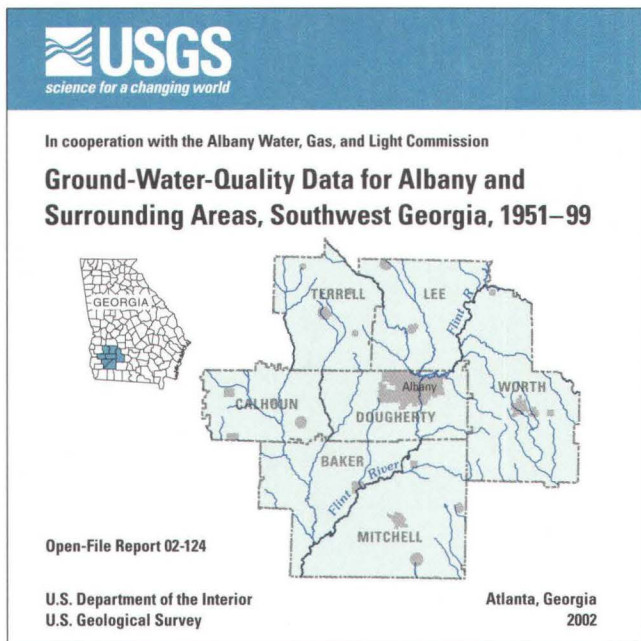 USGS
science for a changing world
In cooperation with the Albany Water, Gas, and Light Commission
Ground-Water-Quality Data for Albany and
Surrounding Areas, Southwest Georgia, 1951–99
GEORGIA
TERRELL
LEE
Flint R
CALHOUN
Albany
DOUGHERTY
WORTH
BAKER
Flint River
MITCHELL
Open-File Report 02-124
U.S. Department of the Interior
U.S. Geological Survey
Atlanta, Georgia
2002